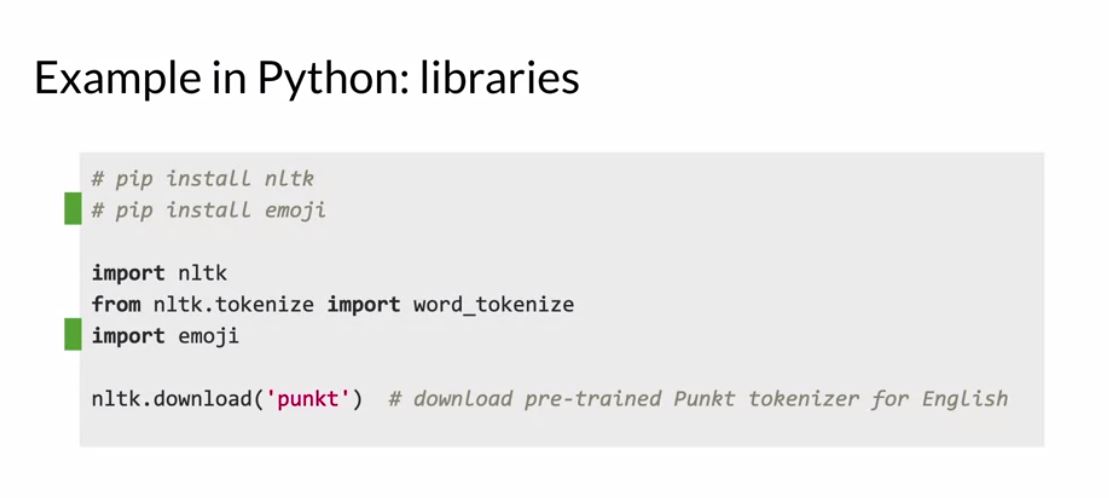 Example in Python: libraries
# pip install nltk
# pip install emoji
import nltk
from nltk.tokenize import word_tokenize
import emoji
nltk.download('punkt')  # download pre-trained Punkt tokenizer for English